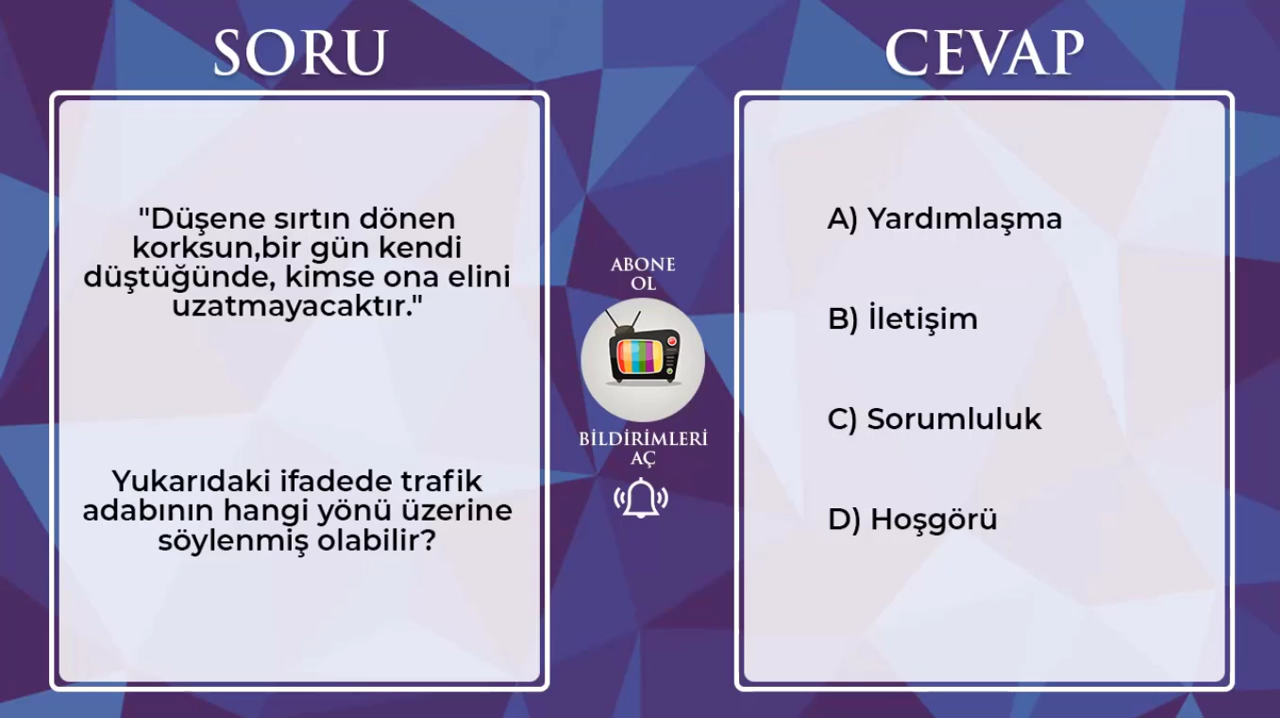 SORU
"Düşene sırtın dönen
korksun,bir gün kendi
düştüğünde, kimse ona elini
uzatmayacaktır."
Yukarıdaki ifadede trafik
adabının hangi yönü üzerine
söylenmiş olabilir?
ABONE
OL
BİLDİRİMLERİ
AÇ
CEVAP
A) Yardımlaşma
B) İletişim
C) Sorumluluk
D) Hoşgörü